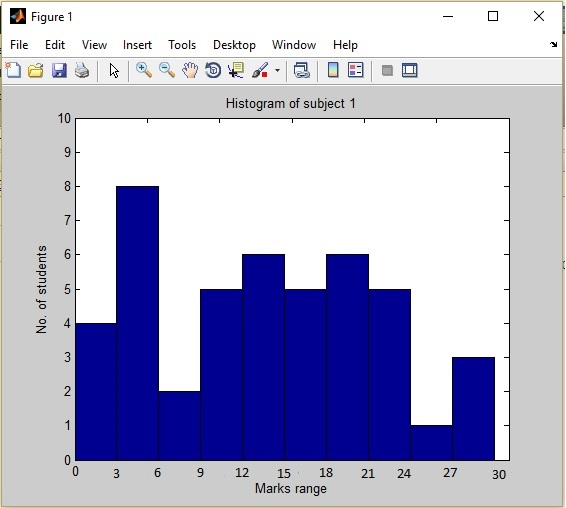 Figure 1
File Edit View Insert Tools Desktop Window Help
Histogram of subject 1
10
9
8
7
6
5
4
3
2
1
0
No. of students
0 3 6 9 12 15 18 21 24 27 30
Marks range